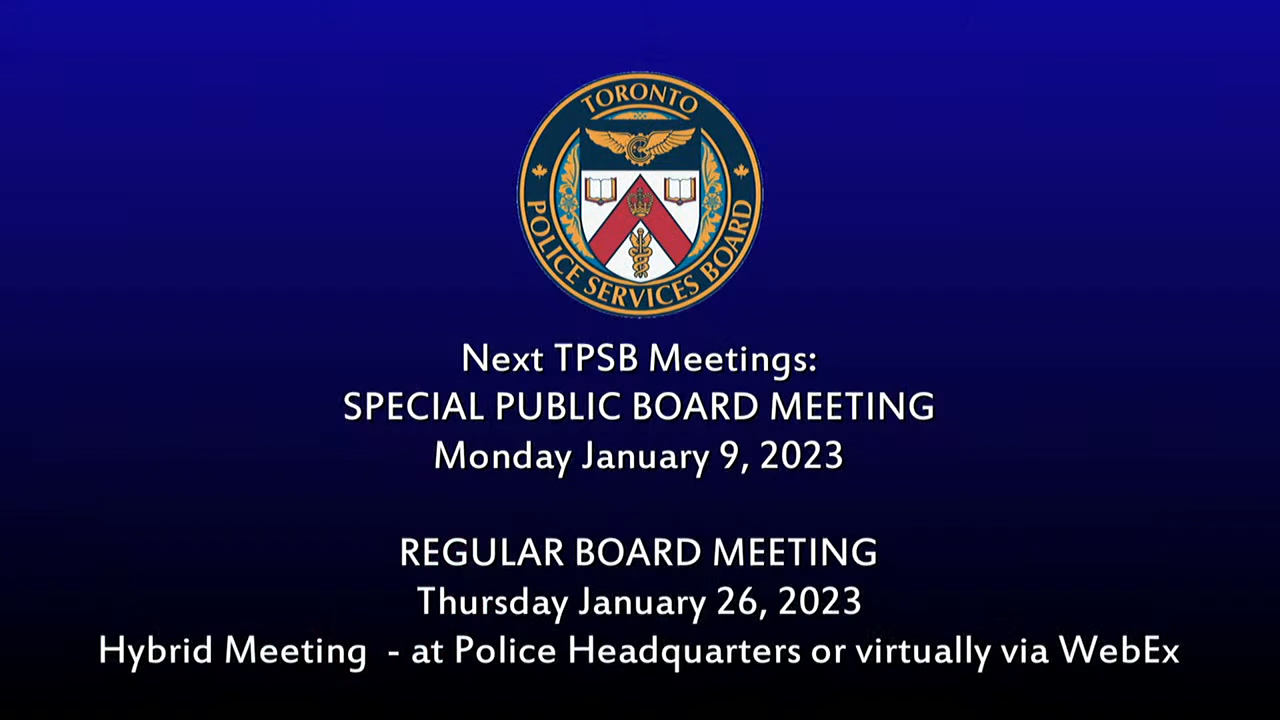 TORONTO
POLICE SERVICES BOARD
Next TPSB Meetings:
SPECIAL PUBLIC BOARD MEETING
Monday January 9, 2023
REGULAR BOARD MEETING
Thursday January 26, 2023
Hybrid Meeting  - at Police Headquarters or virtually via WebEx